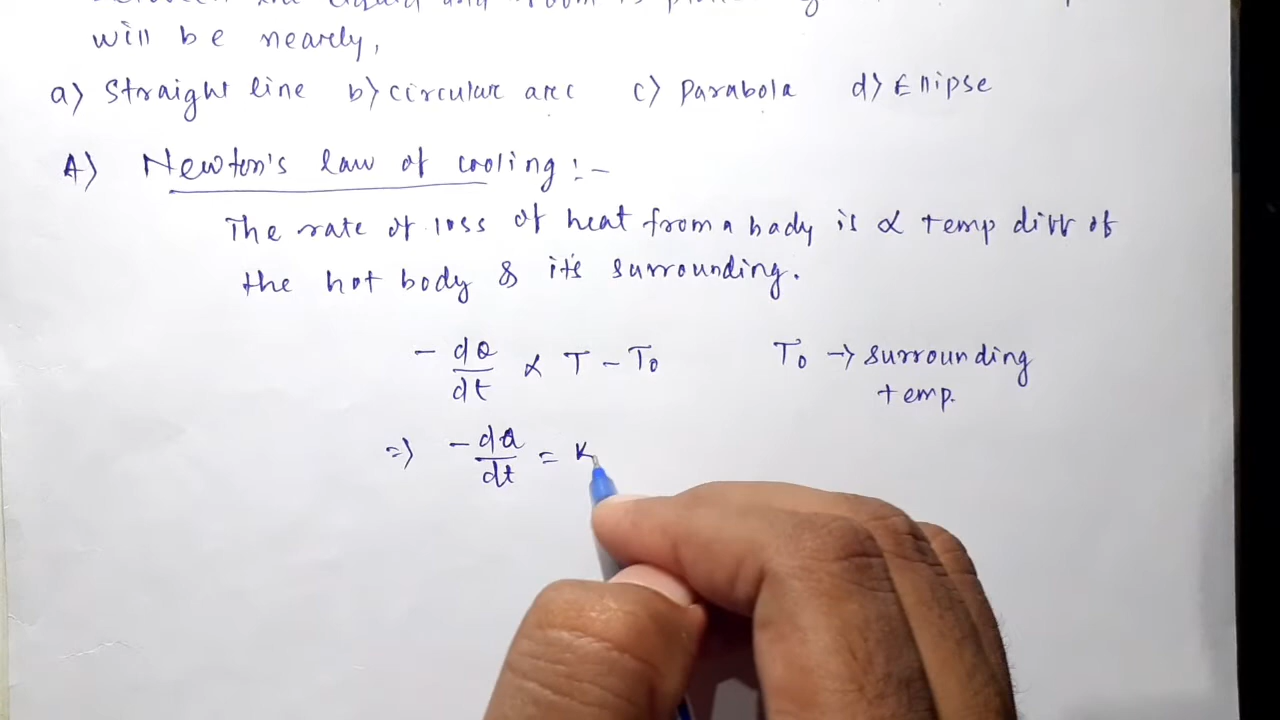 will be nearly,
a) Straight line b) circular arc c) Parabola d) Ellipse
A) Newton's law of cooling :-
The rate of loss of heat from a body is ∝ temp diff of
the hot body & it's surrounding.
- dQ/dt ∝ T - T₀ T₀ → surrounding
temp.
=> - dQ/dt = K